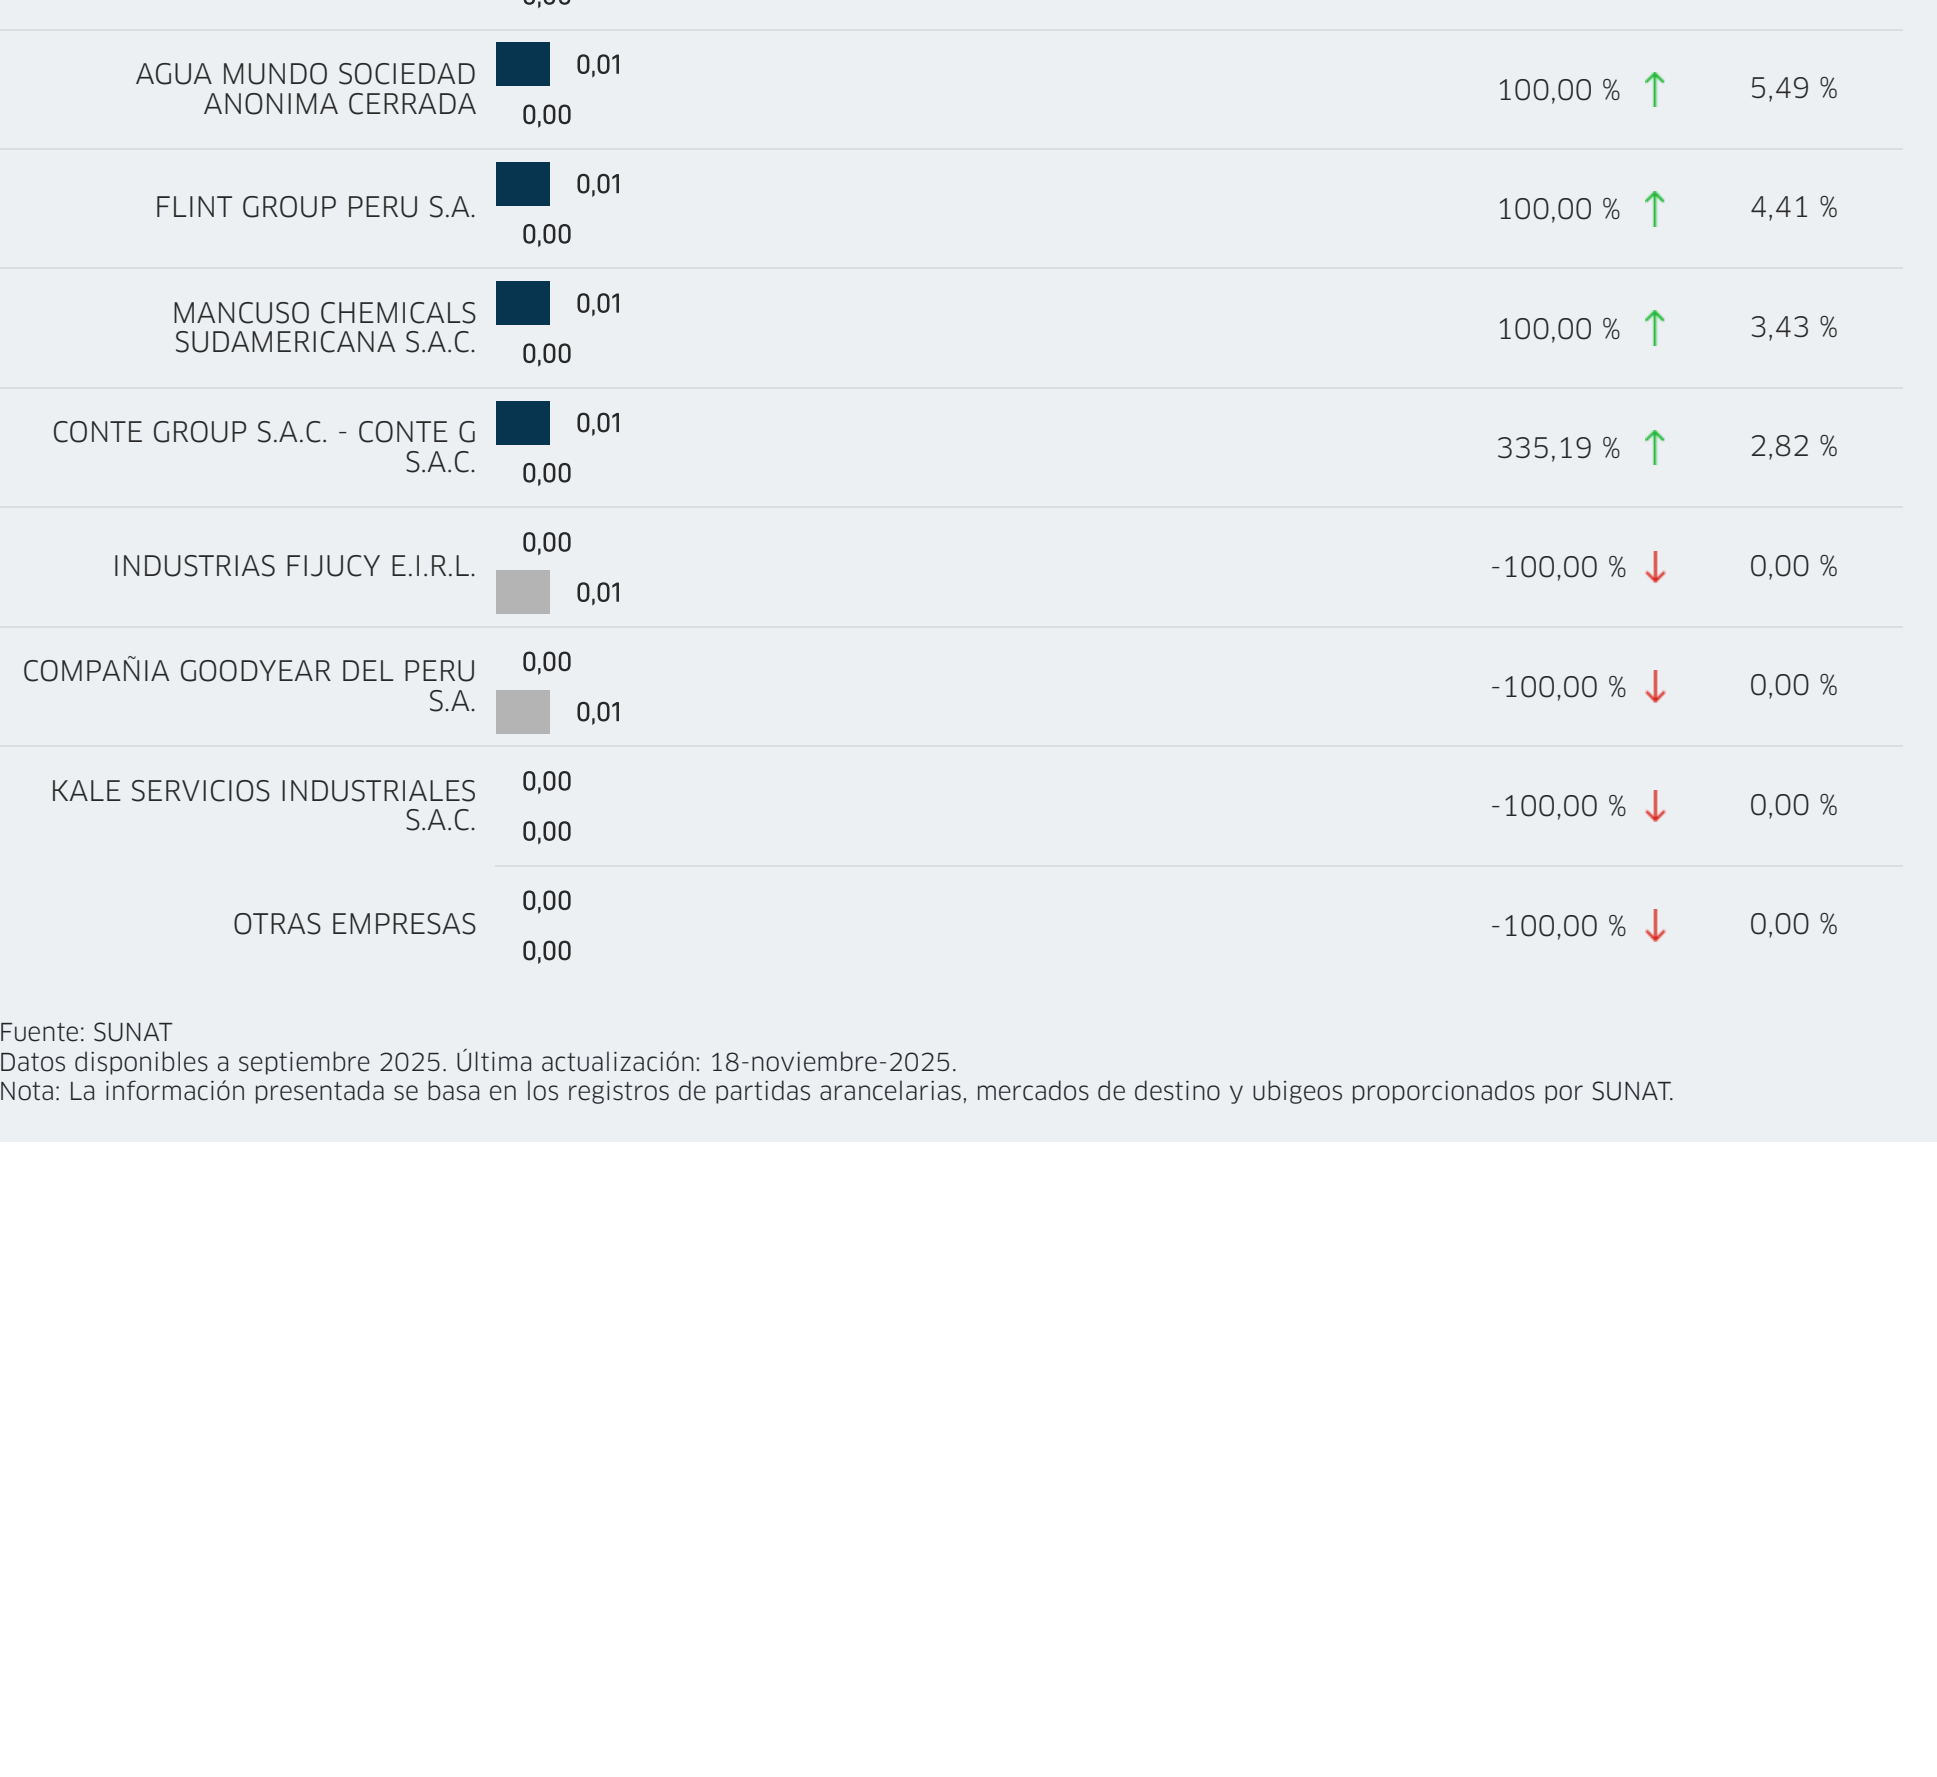 0,00
AGUA MUNDO SOCIEDAD
ANONIMA CERRADA
0,01
0,00
100,00 %
5,49 %
FLINT GROUP PERU S.A.
0,01
0,00
100,00 %
4,41 %
MANCUSO CHEMICALS
SUDAMERICANA S.A.C.
0,01
0,00
100,00 %
3,43 %
CONTE GROUP S.A.C. - CONTE G
S.A.C.
0,01
0,00
335,19 %
2,82 %
INDUSTRIAS FIJUCY E.I.R.L.
0,00
0,01
-100,00 %
0,00 %
COMPAÑIA GOODYEAR DEL PERU
S.A.
0,00
0,01
-100,00 %
0,00 %
KALE SERVICIOS INDUSTRIALES
S.A.C.
0,00
0,00
-100,00 %
0,00 %
OTRAS EMPRESAS
0,00
0,00
-100,00 %
0,00 %
Fuente: SUNAT
Datos disponibles a septiembre 2025. Última actualización: 18-noviembre-2025.
Nota: La información presentada se basa en los registros de partidas arancelarias, mercados de destino y ubigeos proporcionados por SUNAT.